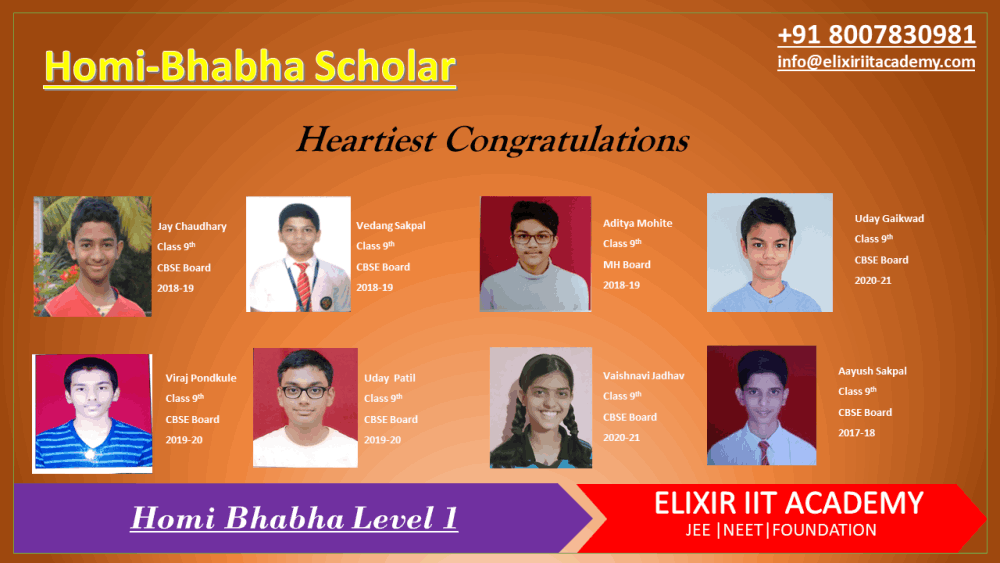 Homi-Bhabha Scholar
+91 8007830981
info@elixiriitacademy.com
Heartiest Congratulations
Jay Chaudhary
Class 9th
CBSE Board
2018-19
Vedang Sakpal
Class 9th
CBSE Board
2018-19
Aditya Mohite
Class 9th
MH Board
2018-19
Uday Gaikwad
Class 9th
CBSE Board
2020-21
Viraj Pondkule
Class 9th
CBSE Board
2019-20
Uday Patil
Class 9th
CBSE Board
2019-20
Vaishnavi Jadhav
Class 9th
CBSE Board
2020-21
Aayush Sakpal
Class 9th
CBSE Board
2017-18
Homi Bhabha Level 1
ELIXIR IIT ACADEMY
JEE |NEET|FOUNDATION